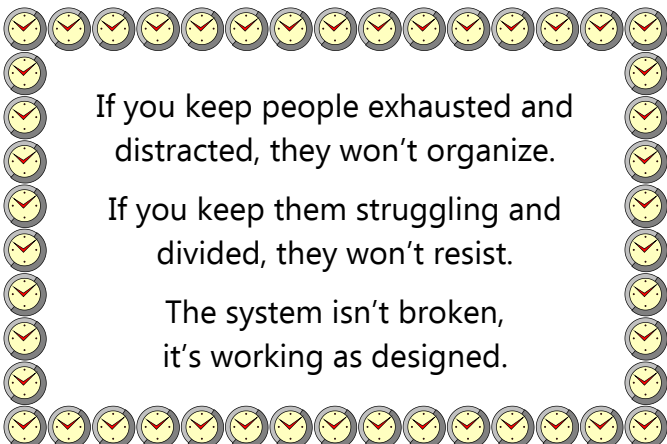 If you keep people exhausted and
distracted, they won’t organize.
If you keep them struggling and
divided, they won’t resist.
The system isn’t broken,
it’s working as designed.